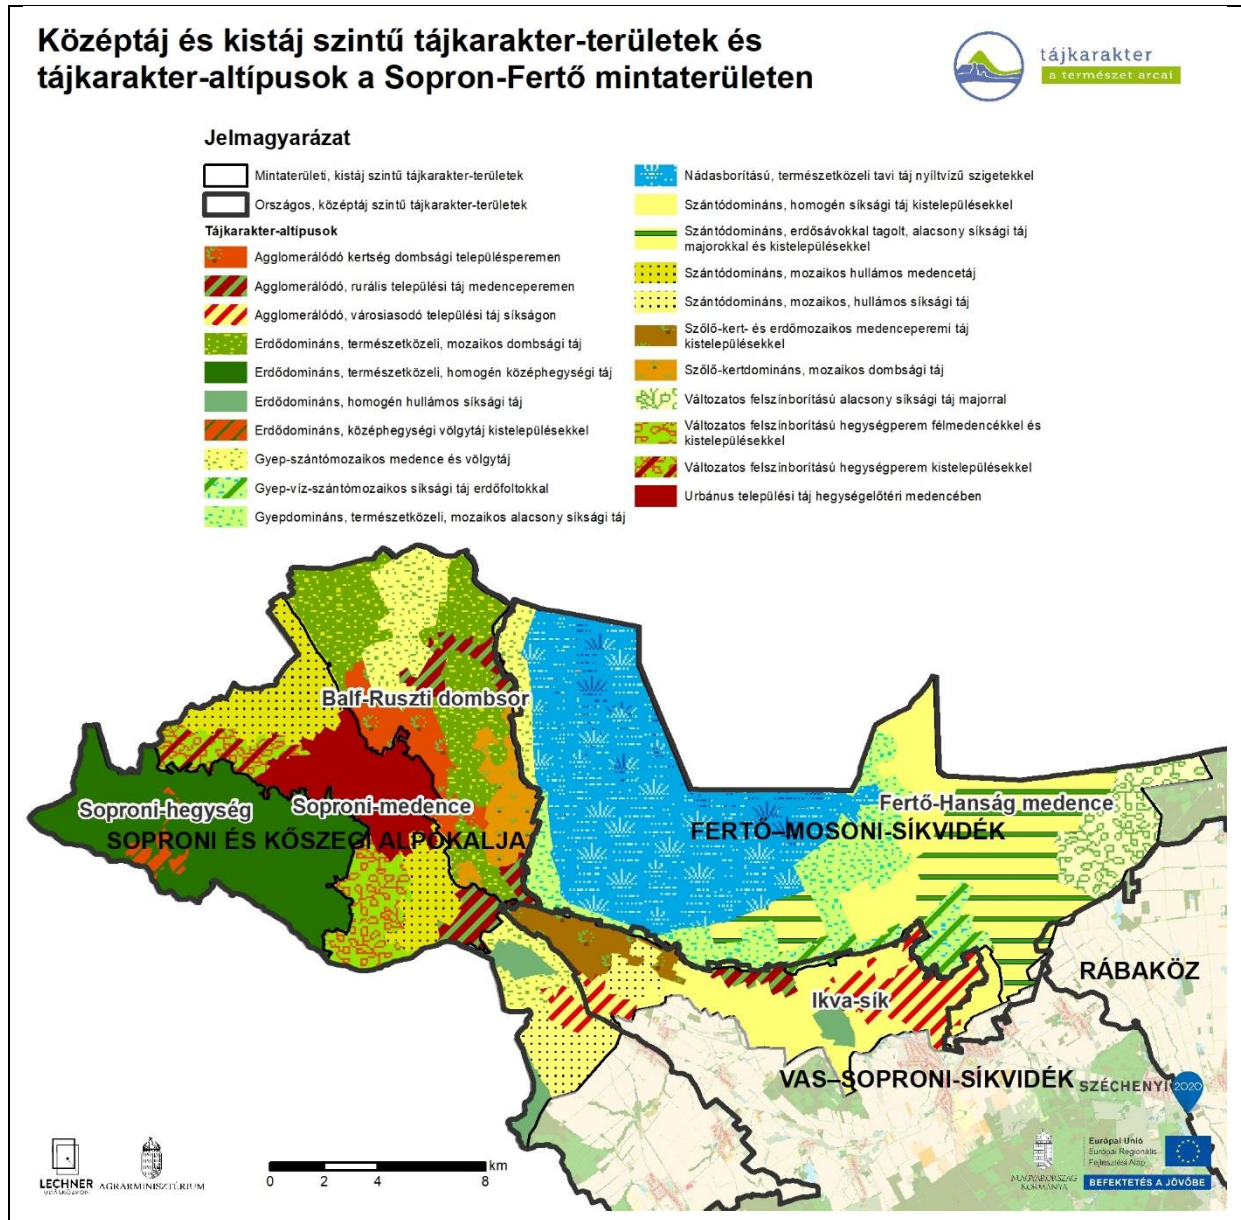 Középtáj és kistáj szintű tájkarakter-területek és
tájkarakter-altípusok a Sopron-Fertő mintaterületen
tájkarakter
a természet arcai
Jelmagyarázat
Mintaterületi, kistáj szintű tájkarakter-területek
Országos, középtáj szintű tájkarakter-területek
Tájkarakter-altípusok
Agglomerálódó kertség dombsági településperemen
Agglomerálódó, rurális települési táj medenceperemen
Agglomerálódó, városiasodó települési táj síkságon
Erdődomináns, természetközeli, mozaikos dombsági táj
Erdődomináns, természetközeli, homogén középhegységi táj
Erdődomináns, homogén hullámos síksági táj
Erdődomináns, középhegységi völgytáj kistelepülésekkel
Gyep-szántómozaikos medence és völgytáj
Gyep-víz-szántómozaikos síksági táj erdőfoltokkal
Gyepdomináns, természetközeli, mozaikos alacsony síksági táj
Nádasborítású, természetközeli tavi táj nyíltvízű szigetekkel
Szántódomináns, homogén síksági táj kistelepülésekkel
Szántódomináns, erdősávokkal tagolt, alacsony síksági táj
majorokkal és kistelepülésekkel
Szántódomináns, mozaikos hullámos medencetáj
Szántódomináns, mozaikos, hullámos síksági táj
Szőlő-kert- és erdőmozaikos medenceperemi táj
kistelepülésekkel
Szőlő-kertdomináns, mozaikos dombsági táj
Változatos felszínborítású alacsony síksági táj majorral
Változatos felszínborítású hegységperem félmedencékkel és
kistelepülésekkel
Változatos felszínborítású hegységperem kistelepülésekkel
Urbánus települési táj hegységelőtéri medencében
Balf-Ruszti dombsor
Soproni-hegység
Soproni-medence
Fertő-Hanság medence
SOPRONI ÉS KŐSZEGI ALPOKALJA
FERTŐ–MOSONI-SÍKVIDÉK
RÁBAKÖZ
Ikva-sík
VAS–SOPRONI-SÍKVIDÉK
SZÉCHENYI 2020
LECHNER
TUDÁSKÖZPONT
AGRÁRMINISZTÉRIUM
km
0 2 4 8
MAGYARORSZÁG
KORMÁNYA
Európai Unió
Európai Regionális
Fejlesztési Alap
BEFEKTETÉS A JÖVŐBE